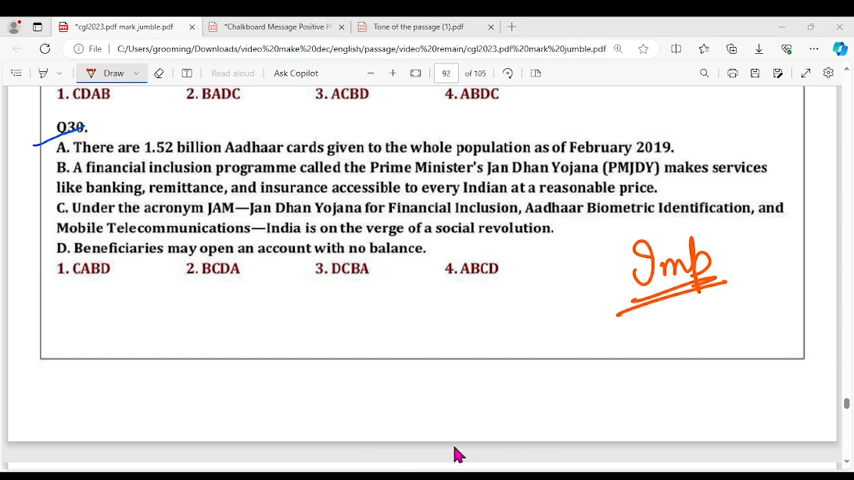 *cgl2023.pdf mark jumble.pdf
*Chalkboard Message Positive P
Tone of the passage (1).pdf
File
C:/Users/grooming/Downloads/video%20make%20dec/english/passage/video%20remain/cgl2023.pdf%20mark%20jumble.pdf
Draw
Read aloud
Ask Copilot
92 of 105
1. CDAB 2. BADC 3. ACBD 4. ABDC
Q30.
A. There are 1.52 billion Aadhaar cards given to the whole population as of February 2019.
B. A financial inclusion programme called the Prime Minister's Jan Dhan Yojana (PMJDY) makes services
like banking, remittance, and insurance accessible to every Indian at a reasonable price.
C. Under the acronym JAM—Jan Dhan Yojana for Financial Inclusion, Aadhaar Biometric Identification, and
Mobile Telecommunications—India is on the verge of a social revolution.
D. Beneficiaries may open an account with no balance.
Imp
1. CABD 2. BCDA 3. DCBA 4. ABCD